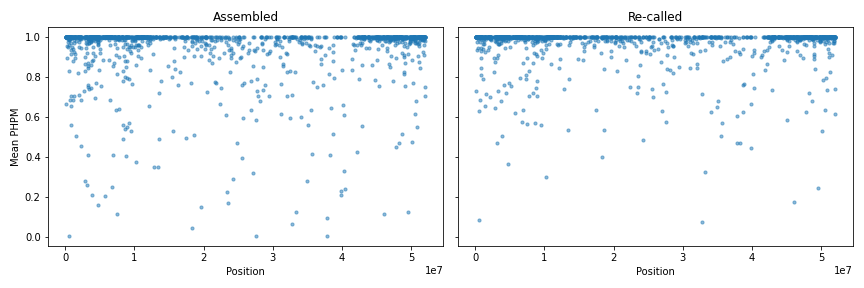 Assembled
Re-called
Mean PHPM
1.0
0.8
0.6
0.4
0.2
0.0
0 1 2 3 4 5
1e7
Position
0 1 2 3 4 5
1e7
Position